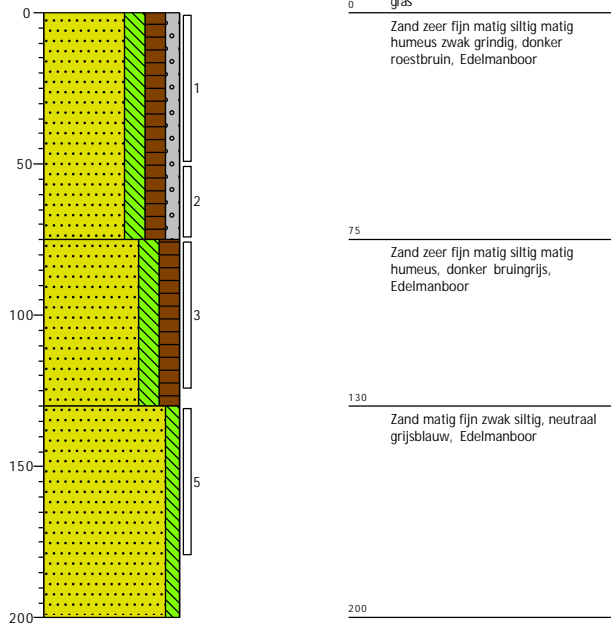 0
0 gras
Zand zeer fijn matig siltig matig
humeus zwak grindig, donker
roestbruin, Edelmanboor
1
50
2
75
Zand zeer fijn matig siltig matig
humeus, donker bruingrijs,
Edelmanboor
100
3
130
Zand matig fijn zwak siltig, neutraal
grijsblauw, Edelmanboor
150
5
200
200